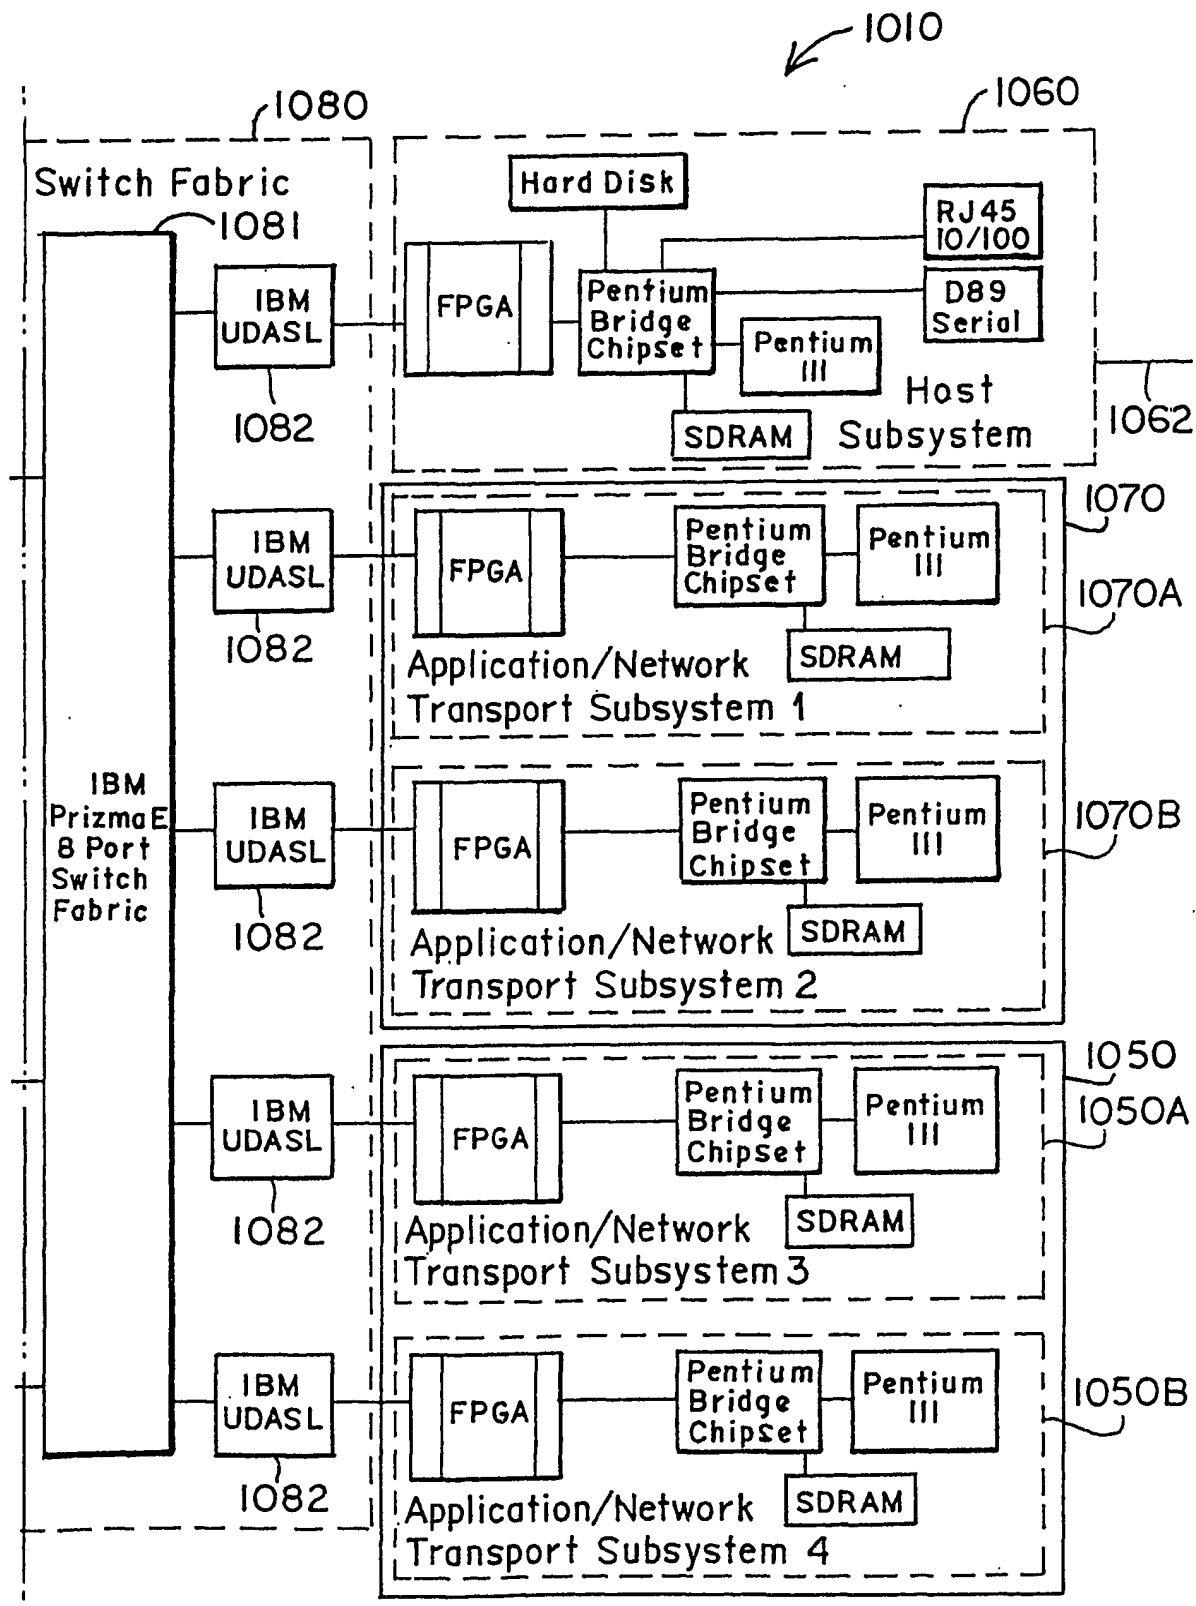 1010
1080
1060
Switch Fabric
1081
Hard Disk
RJ45
10/100
IBM
UDASL
FPGA
Pentium
Bridge
Chipset
D89
Serial
Pentium
III
1082
SDRAM
Host
Subsystem
1062
1070
IBM
UDASL
FPGA
Pentium
Bridge
Chipset
Pentium
III
1070A
1082
SDRAM
Application/Network
Transport Subsystem 1
IBM
PrizmaE
8 Port
Switch
Fabric
IBM
UDASL
FPGA
Pentium
Bridge
Chipset
Pentium
III
1070B
1082
SDRAM
Application/Network
Transport Subsystem 2
1050
IBM
UDASL
FPGA
Pentium
Bridge
Chipset
Pentium
III
1050A
1082
SDRAM
Application/Network
Transport Subsystem 3
IBM
UDASL
FPGA
Pentium
Bridge
Chipset
Pentium
III
1050B
1082
SDRAM
Application/Network
Transport Subsystem 4